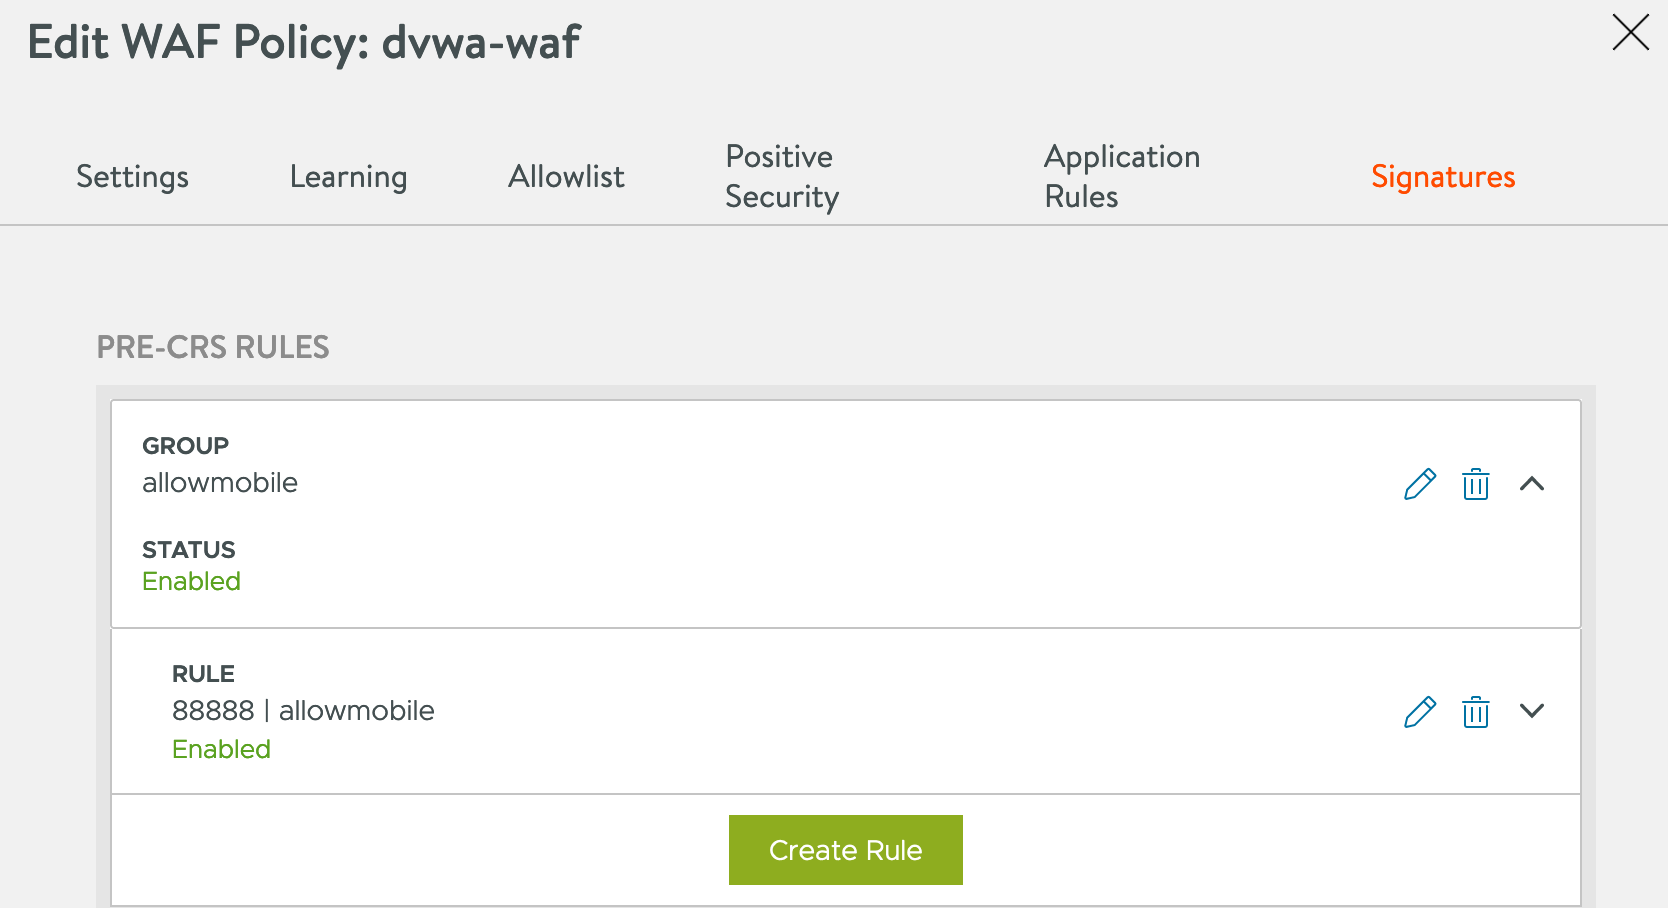 Edit WAF Policy: dvwa-waf
Settings
Learning
Allowlist
Positive
Security
Application
Rules
Signatures
PRE-CRS RULES
GROUP
allowmobile
STATUS
Enabled
RULE
88888 | allowmobile
Enabled
Create Rule